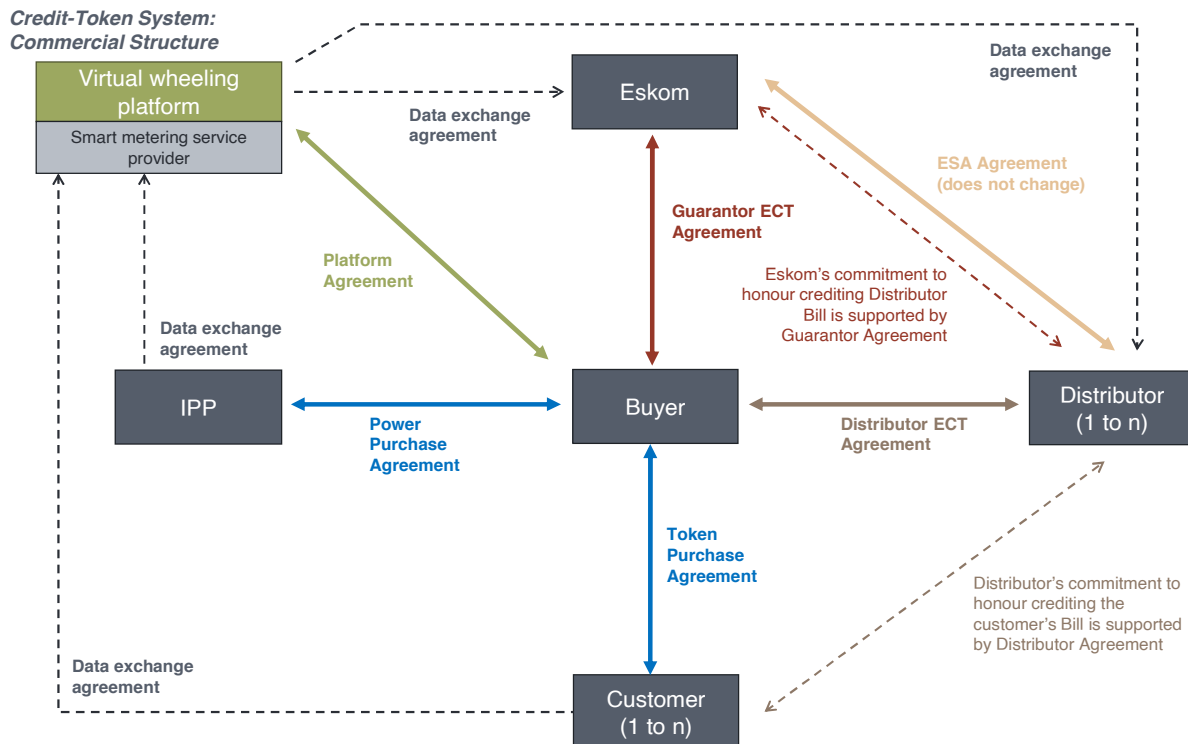 Credit-Token System:
Commercial Structure
Virtual wheeling
platform
Smart metering service
provider
Data exchange
agreement
Eskom
Data exchange
agreement
ESA Agreement
(does not change)
Guarantor ECT
Agreement
Platform
Agreement
Eskom's commitment to
honour crediting Distributor
Bill is supported by
Guarantor Agreement
Data exchange
agreement
IPP
Power
Purchase
Agreement
Buyer
Distributor ECT
Agreement
Distributor
(1 to n)
Token
Purchase
Agreement
Distributor's commitment to
honour crediting the
customer's Bill is supported
by Distributor Agreement
Data exchange
agreement
Customer
(1 to n)